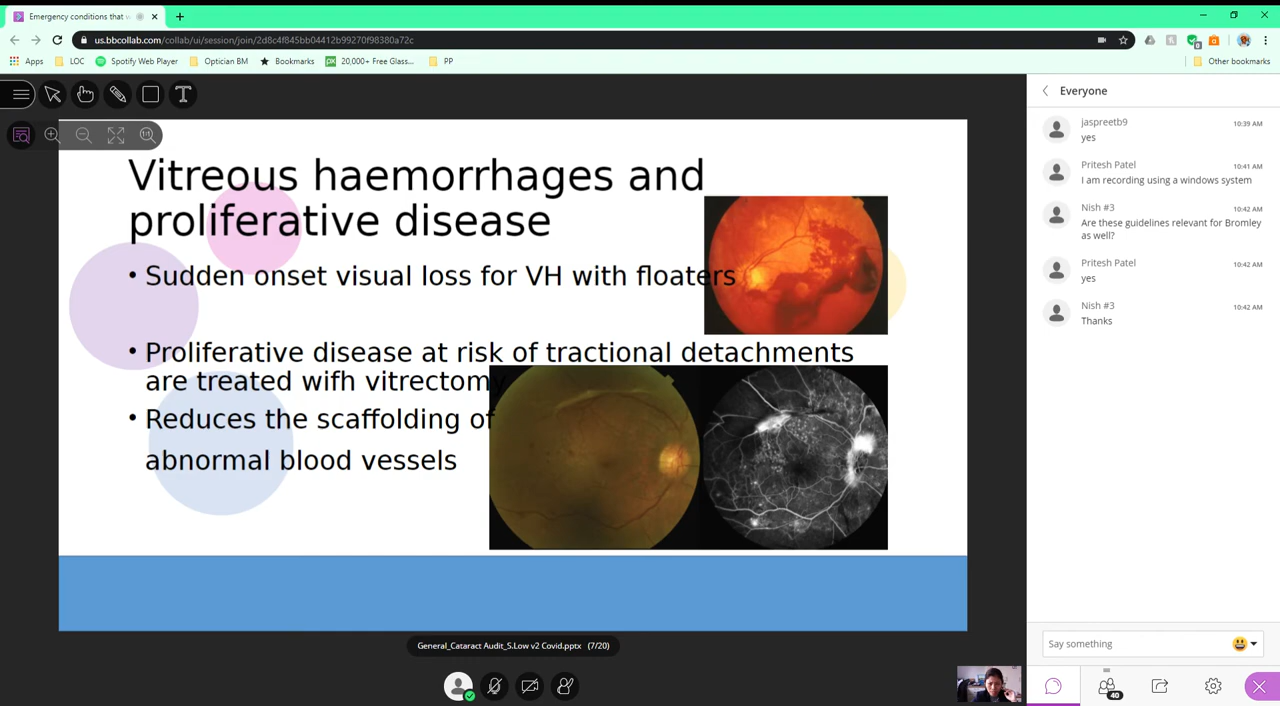 Emergency conditions that
us.bbcollab.com/collab/ui/session/join/2d8c4f845bb04412b99270f98380a72c
Apps LOC Spotify Web Player Optician BM Bookmarks 20,000+ Free Glass... PP Other bookmarks
Vitreous haemorrhages and
proliferative disease
• Sudden onset visual loss for VH with floaters
• Proliferative disease at risk of tractional detachments
are treated wifh vitrectomy
• Reduces the scaffolding of
abnormal blood vessels
General_Cataract Audit_S.Low v2 Covid.pptx (7/20)
Everyone
jaspreetb9 10:39 AM
yes
Pritesh Patel 10:41 AM
I am recording using a windows system
Nish #3 10:42 AM
Are these guidelines relevant for Bromley
as well?
Pritesh Patel 10:42 AM
yes
Nish #3 10:42 AM
Thanks
Say something
40